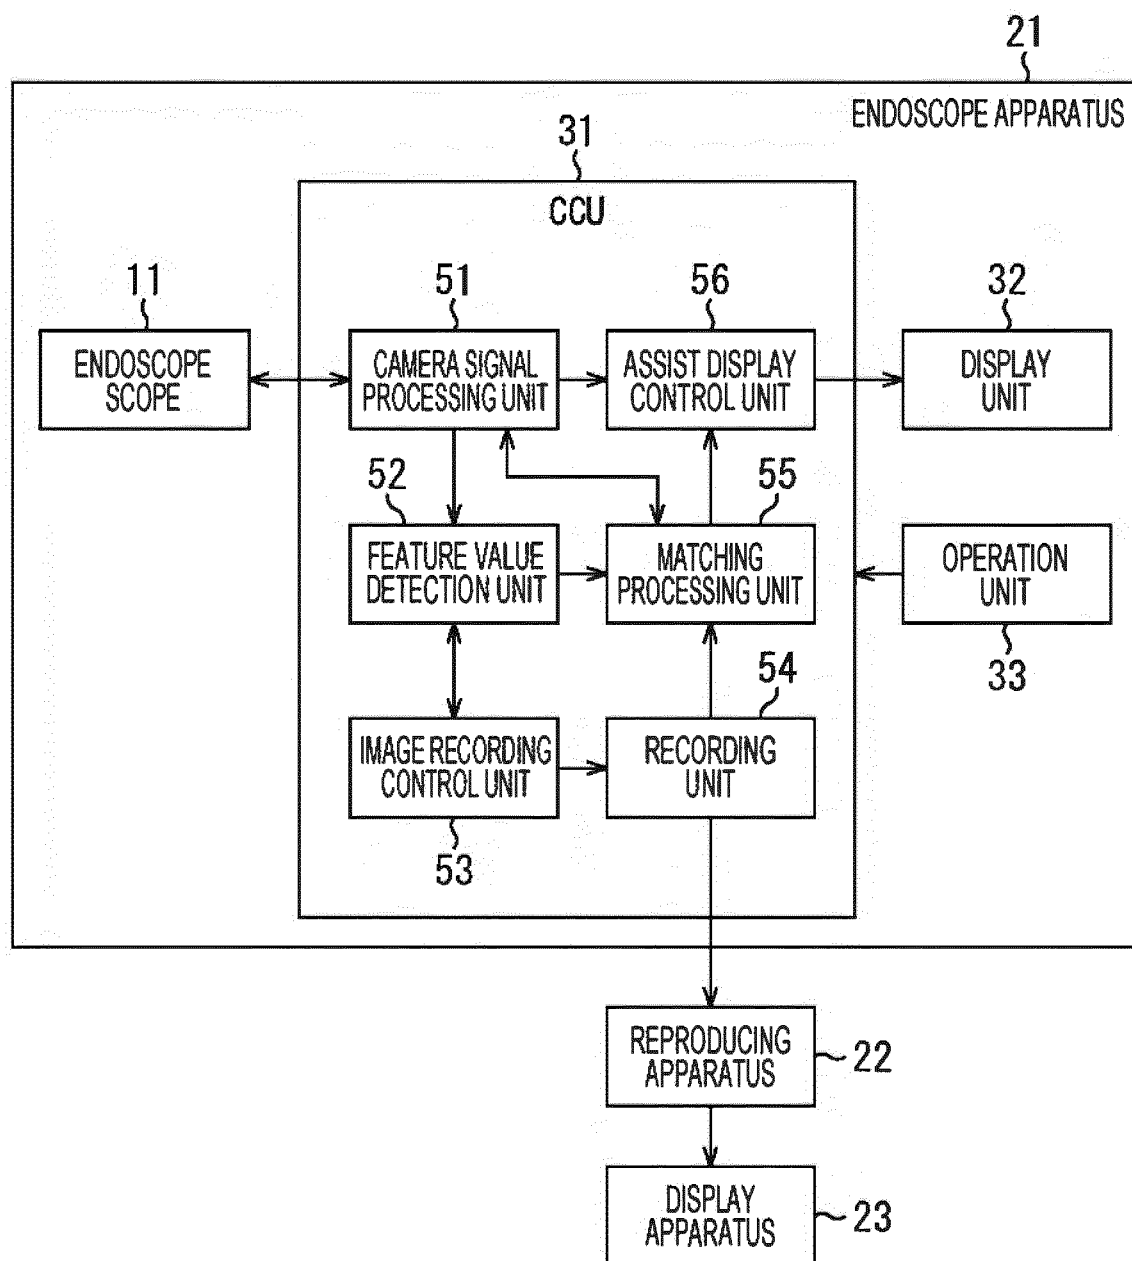 21
ENDOSCOPE APPARATUS
31
CCU
11
51
56
32
ENDOSCOPE
SCOPE
CAMERA SIGNAL
PROCESSING UNIT
ASSIST DISPLAY
CONTROL UNIT
DISPLAY
UNIT
52
55
FEATURE VALUE
DETECTION UNIT
MATCHING
PROCESSING UNIT
OPERATION
UNIT
33
54
IMAGE RECORDING
CONTROL UNIT
RECORDING
UNIT
53
REPRODUCING
APPARATUS
22
DISPLAY
APPARATUS
23